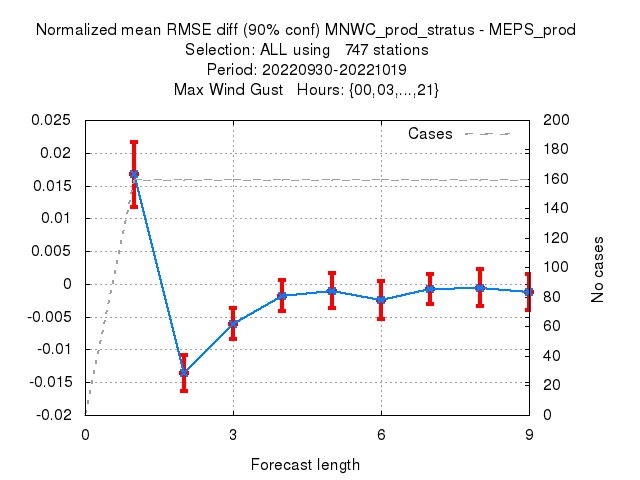 Normalized mean RMSE diff (90% conf) MNWC_prod_stratus - MEPS_prod
Selection: ALL using 747 stations
Period: 20220930-20221019
Max Wind Gust Hours: {00,03,...,21}
Cases
0.025
0.02
0.015
0.01
0.005
0
-0.005
-0.01
-0.015
-0.02
200
180
160
140
120
100
80
60
40
20
0
No cases
0 3 6 9
Forecast length